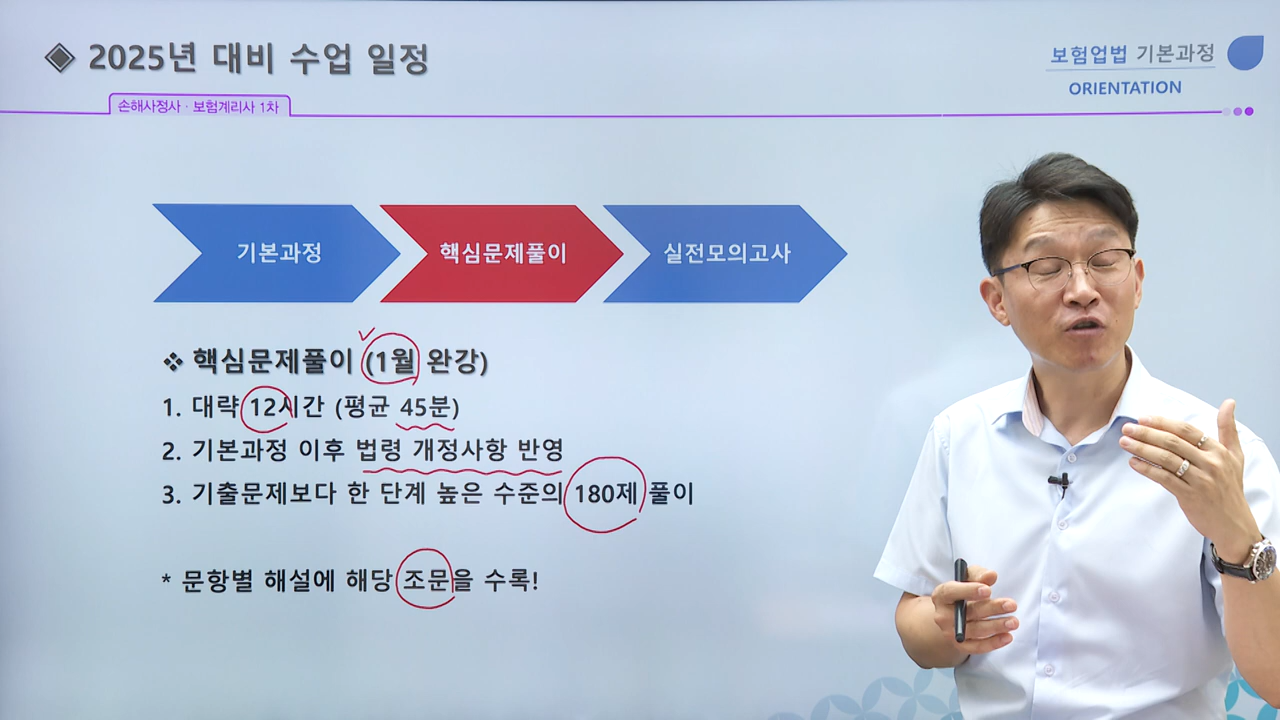 ◈ 2025년 대비 수업 일정
보험업법 기본과정
ORIENTATION
손해사정사 · 보험계리사 1차
기본과정
핵심문제풀이
실전모의고사
❖ 핵심문제풀이 (1월 완강)
1. 대략 12시간 (평균 45분)
2. 기본과정 이후 법령 개정사항 반영
3. 기출문제보다 한 단계 높은 수준의 180제 풀이
* 문항별 해설에 해당 조문을 수록!